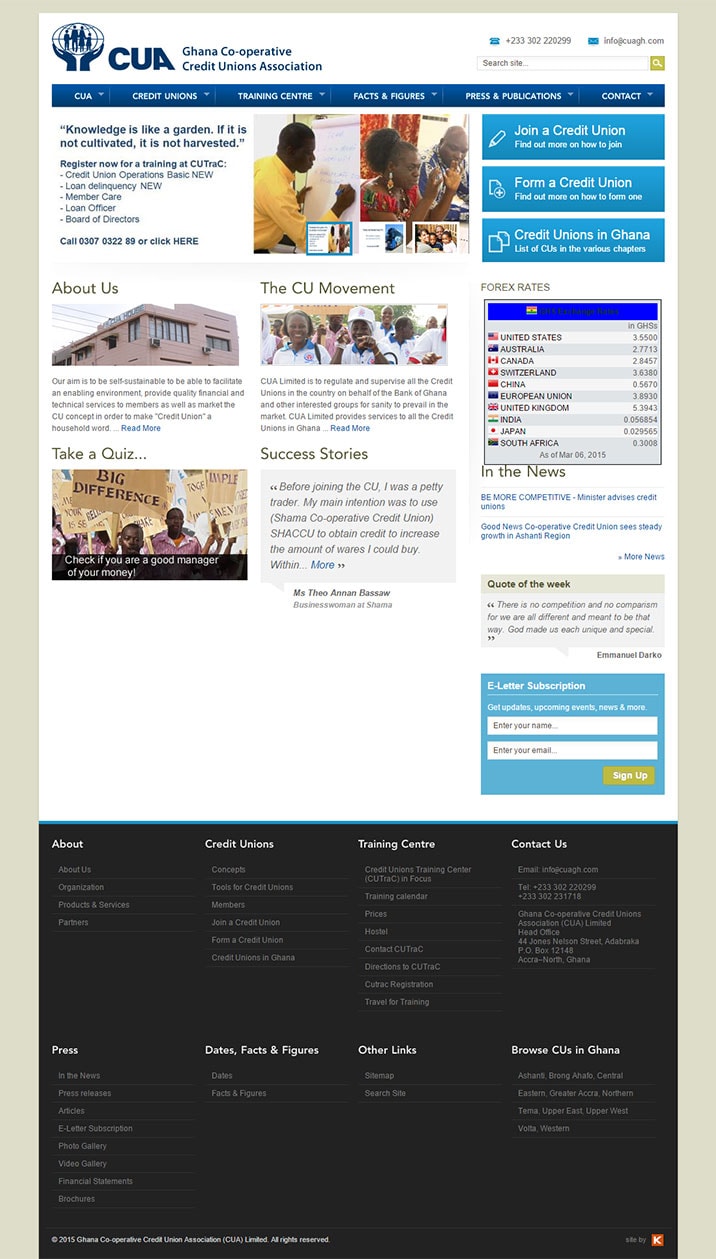 CUA
Ghana Co-operative
Credit Unions Association
+233 302 220299
info@cuagh.com
Search site...
CUA
CREDIT UNIONS
TRAINING CENTRE
FACTS & FIGURES
PRESS & PUBLICATIONS
CONTACT
“Knowledge is like a garden. If it is
not cultivated, it is not harvested.”
Register now for a training at CUTraC:
- Credit Union Operations Basic NEW
- Loan delinquency NEW
- Member Care
- Loan Officer
- Board of Directors
Call 0307 0322 89 or click HERE
Join a Credit Union
Find out more on how to join
Form a Credit Union
Find out more on how to form one
Credit Unions in Ghana
List of CUs in the various chapters
About Us
CUA HOUSE
Our aim is to be self-sustainable to be able to facilitate
an enabling environment, provide quality financial and
technical services to members as well as market the
CU concept in order to make "Credit Union" a
household word. ... Read More
The CU Movement
CUA Limited is to regulate and supervise all the Credit
Unions in the country on behalf of the Bank of Ghana
and other interested groups for sanity to prevail in the
market. CUA Limited provides services to all the Credit
Unions in Ghana ... Read More
Take a Quiz...
BIG
DIFFERENCE
SIMPLE
Check if you are a good manager
of your money!
Success Stories
“ Before joining the CU, I was a petty
trader. My main intention was to use
(Shama Co-operative Credit Union)
SHACCU to obtain credit to increase
the amount of wares I could buy.
Within... More ”
Ms Theo Annan Bassaw
Businesswoman at Shama
FOREX RATES
Exchange Rates
in GHSs
UNITED STATES 3.5500
AUSTRALIA 2.7713
CANADA 2.8457
SWITZERLAND 3.6380
CHINA 0.5670
EUROPEAN UNION 3.8930
UNITED KINGDOM 5.3943
INDIA 0.056854
JAPAN 0.029565
SOUTH AFRICA 0.3008
As of Mar 06, 2015
In the News
BE MORE COMPETITIVE - Minister advises credit
unions
Good News Co-operative Credit Union sees steady
growth in Ashanti Region
» More News
Quote of the week
“ There is no competition and no comparism
for we are all different and meant to be that
way. God made us each unique and special.
”
Emmanuel Darko
E-Letter Subscription
Get updates, upcoming events, news & more.
Enter your name...
Enter your email...
Sign Up
About
About Us
Organization
Products & Services
Partners
Credit Unions
Concepts
Tools for Credit Unions
Members
Join a Credit Union
Form a Credit Union
Credit Unions in Ghana
Training Centre
Credit Unions Training Center
(CUTraC) in Focus
Training calendar
Prices
Hostel
Contact CUTraC
Directions to CUTraC
Cutrac Registration
Travel for Training
Contact Us
Email: info@cuagh.com
Tel: +233 302 220299
+233 302 231718
Ghana Co-operative Credit Unions
Association (CUA) Limited
Head Office
44 Jones Nelson Street, Adabraka
P.O. Box 12148
Accra–North, Ghana
Press
In the News
Press releases
Articles
E-Letter Subscription
Photo Gallery
Video Gallery
Financial Statements
Brochures
Dates, Facts & Figures
Dates
Facts & Figures
Other Links
Sitemap
Search Site
Browse CUs in Ghana
Ashanti, Brong Ahafo, Central
Eastern, Greater Accra, Northern
Tema, Upper East, Upper West
Volta, Western
© 2015 Ghana Co-operative Credit Union Association (CUA) Limited. All rights reserved.
site by K